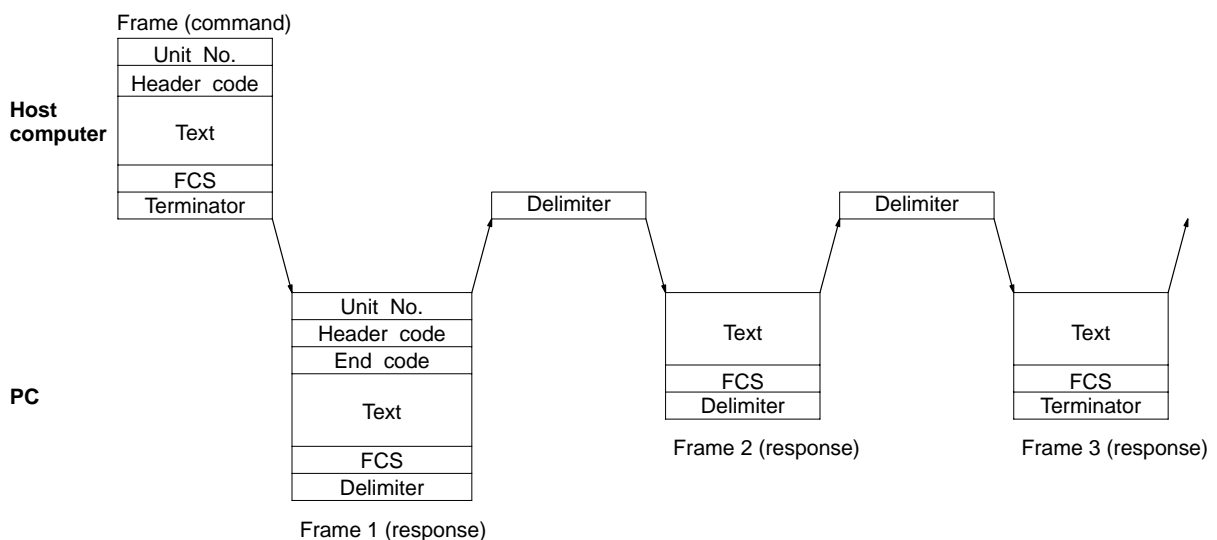 Frame (command)
Unit No.
Header code
Host
computer
Text
FCS
Terminator
Delimiter
Delimiter
PC
Unit No.
Header code
End code
Text
FCS
Delimiter
Frame 1 (response)
Text
FCS
Delimiter
Frame 2 (response)
Text
FCS
Terminator
Frame 3 (response)